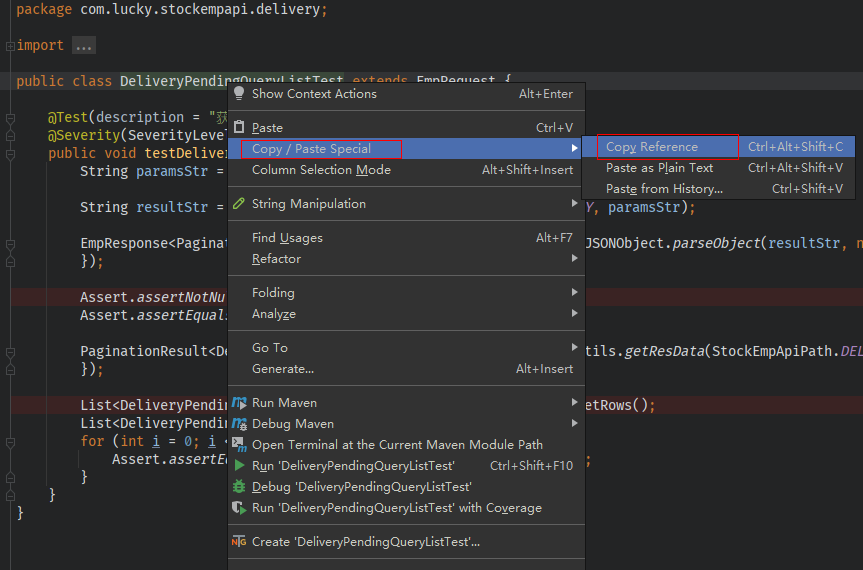 package com.lucky.stockempapi.delivery;
import ...
public class DeliveryPendingQueryListTest extends EmpRequest {
@Test(description = "获
@Severity(SeverityLeve
public void testDeliver
String paramsStr =
String resultStr = Y, paramsStr);
EmpResponse<Paginat JSONObject.parseObject(resultStr, n
});
Assert.assertNotNu
Assert.assertEquals
PaginationResult<De tils.getResData(StockEmpApiPath.DEL
});
List<DeliveryPendin etRows();
List<DeliveryPendin
for (int i = 0; i <
Assert.assertEq ;
}
}
}
Show Context Actions Alt+Enter
Paste Ctrl+V
Copy / Paste Special
Column Selection Mode Alt+Shift+Insert
String Manipulation
Find Usages Alt+F7
Refactor
Folding
Analyze
Go To
Generate... Alt+Insert
Run Maven
Debug Maven
Open Terminal at the Current Maven Module Path
Run 'DeliveryPendingQueryListTest' Ctrl+Shift+F10
Debug 'DeliveryPendingQueryListTest'
Run 'DeliveryPendingQueryListTest' with Coverage
Create 'DeliveryPendingQueryListTest'...
Copy Reference Ctrl+Alt+Shift+C
Paste as Plain Text Ctrl+Alt+Shift+V
Paste from History... Ctrl+Shift+V